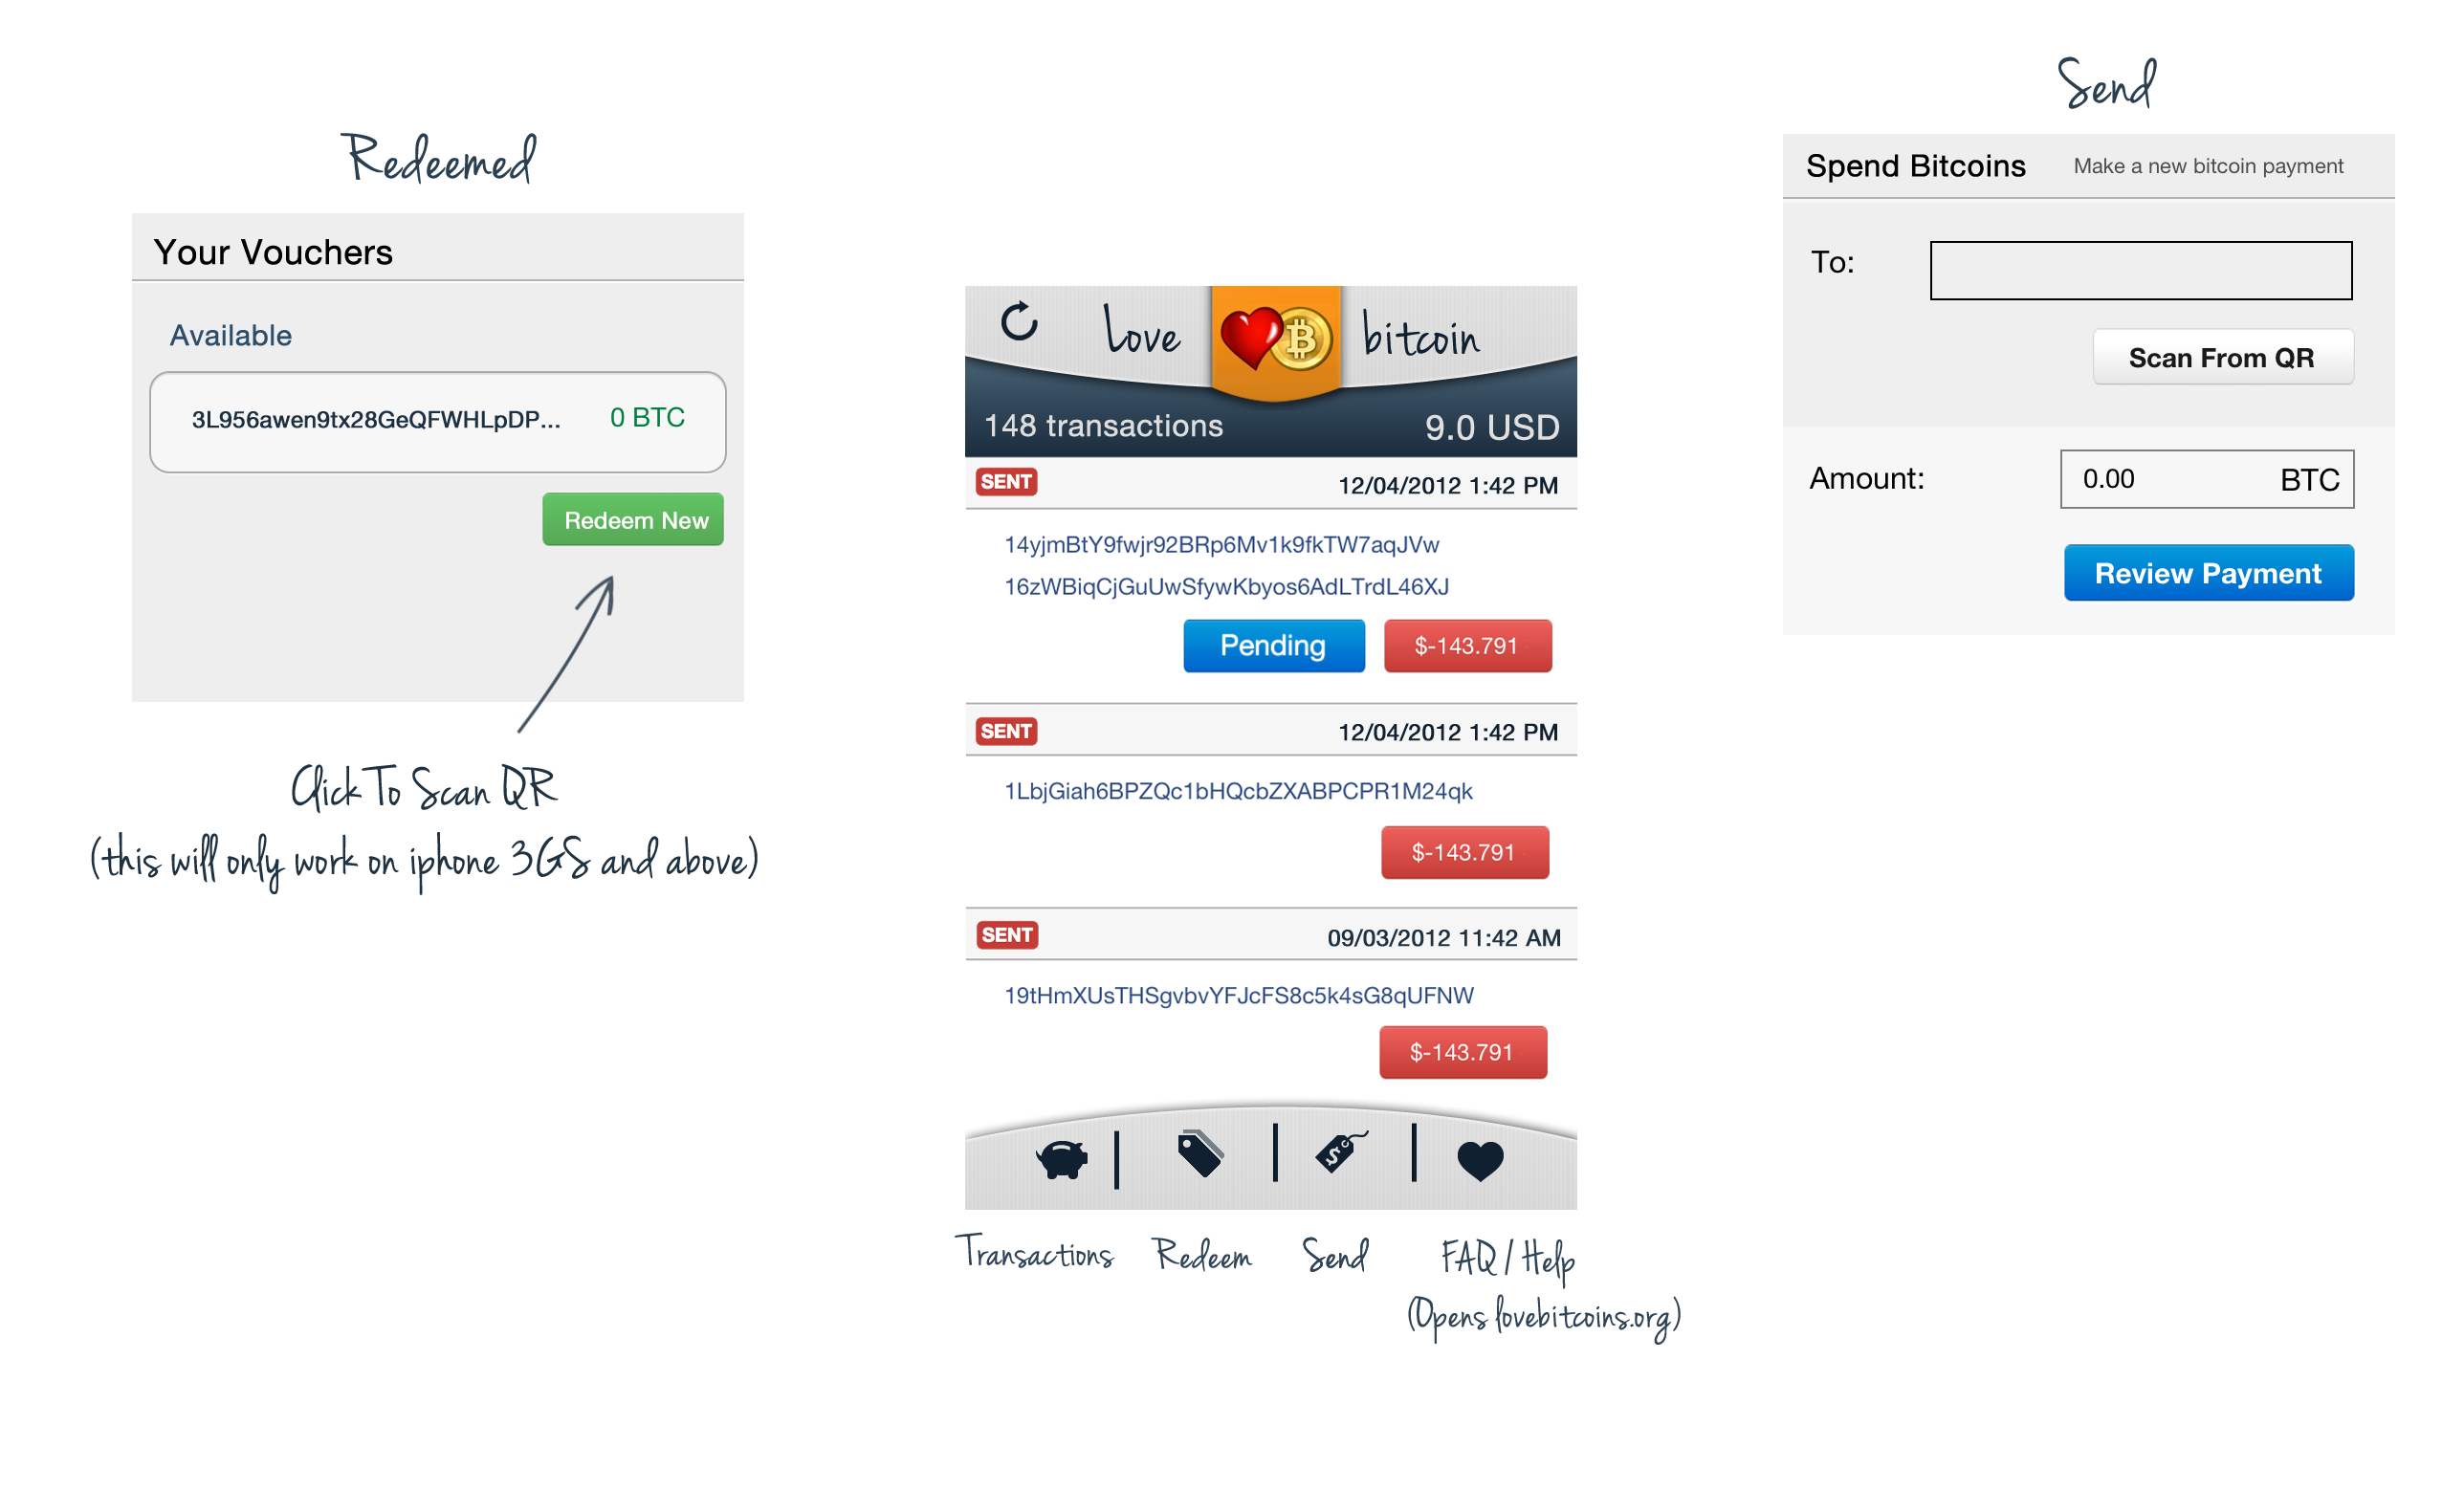 Redeemed
Your Vouchers
Available
3L956awen9tx28GeQFWHLpDP... 0 BTC
Redeem New
Click To Scan QR
(this will only work on iphone 3GS and above)
Love bitcoin
148 transactions 9.0 USD
SENT 12/04/2012 1:42 PM
14yjmBtY9fwjr92BRp6Mv1k9fkTW7aqJVw
16zWBiqCjGuUwSfywKbyos6AdLTrdL46XJ
Pending $-143.791
SENT 12/04/2012 1:42 PM
1LbjGiah6BPZQc1bHQcbZXABPCPR1M24qk
$-143.791
SENT 09/03/2012 11:42 AM
19tHmXUsTHSgvbvYFJcFS8c5k4sG8qUFNW
$-143.791
Transactions Redeem Send FAQ / Help
(Opens lovebitcoins.org)
Send
Spend Bitcoins Make a new bitcoin payment
To:
Scan From QR
Amount: 0.00 BTC
Review Payment